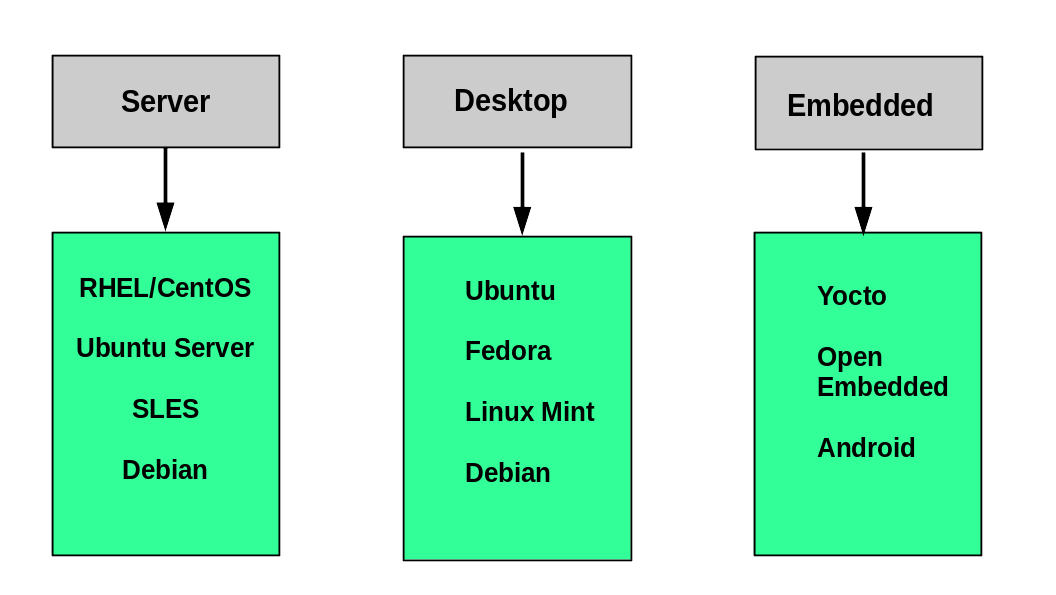 Server
RHEL/CentOS
Ubuntu Server
SLES
Debian
Desktop
Ubuntu
Fedora
Linux Mint
Debian
Embedded
Yocto
Open
Embedded
Android